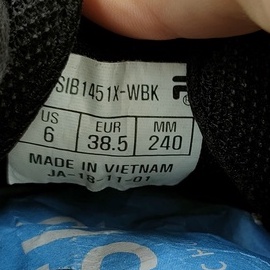 SIB1451X-WBK
US EUR MM
6 38.5 240
MADE IN VIETNAM
JA-18-11-01